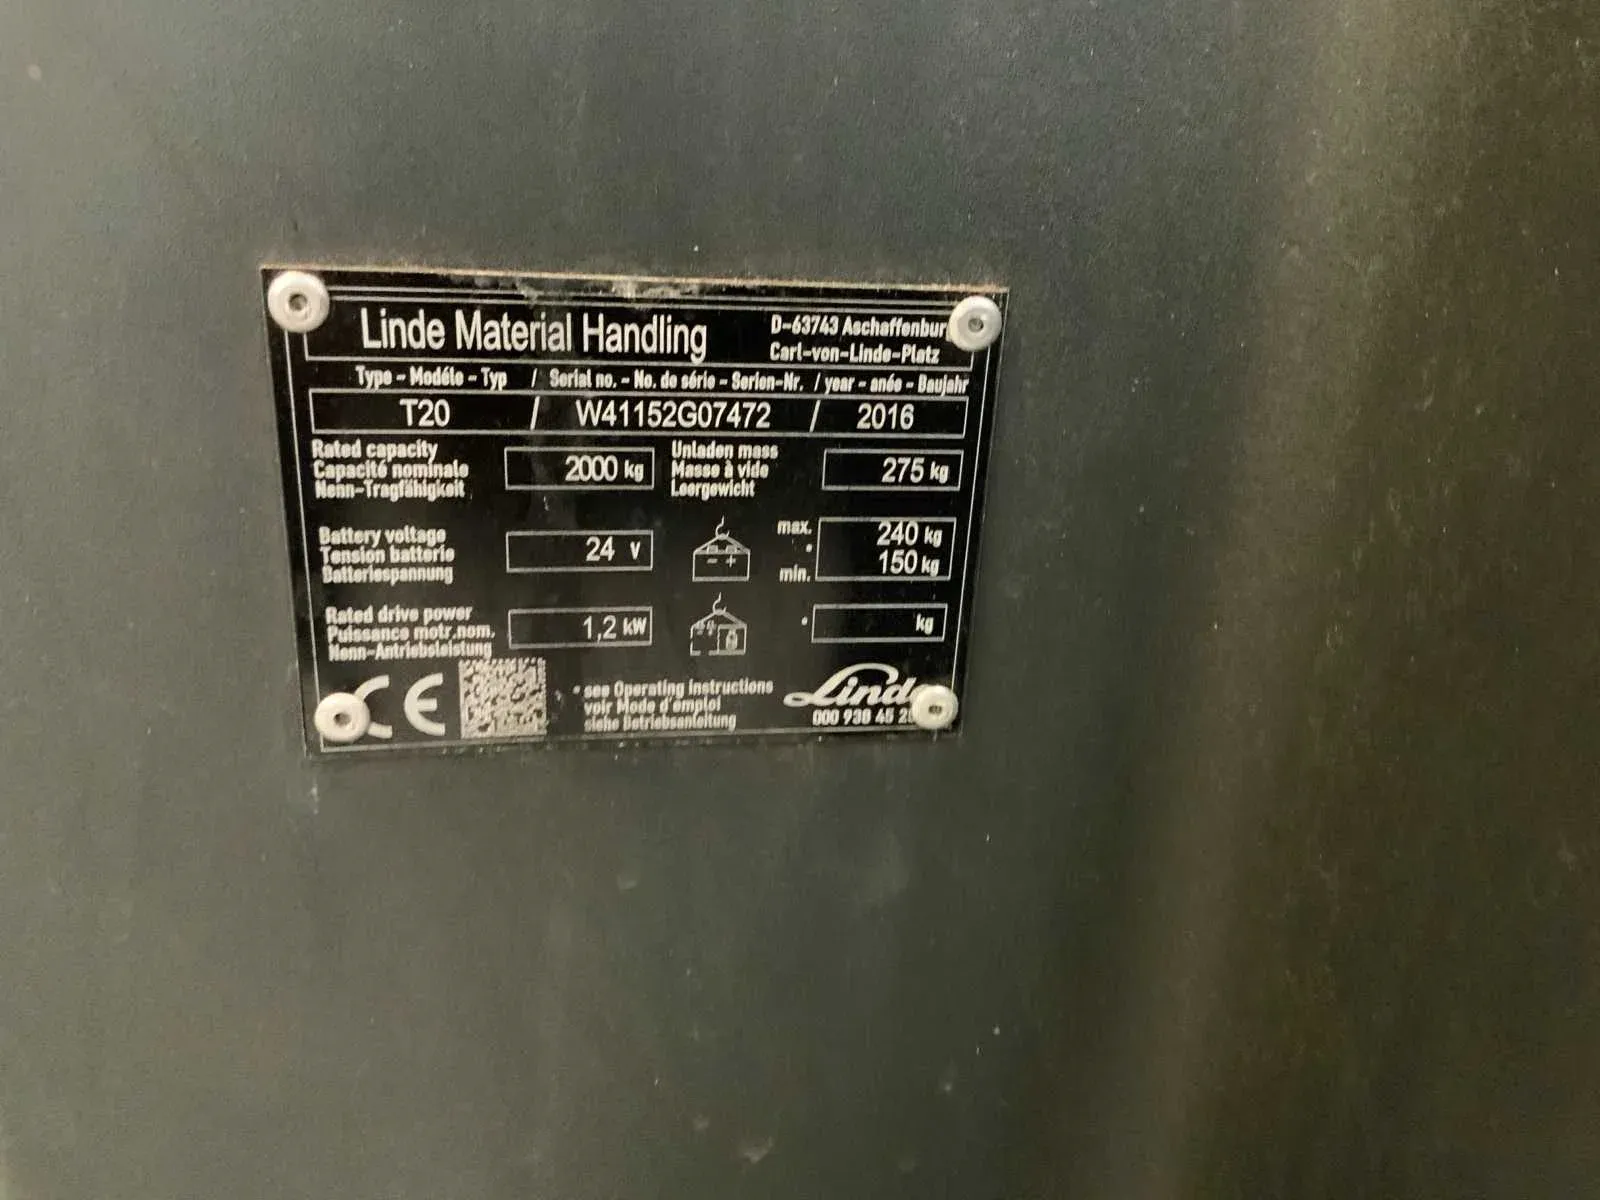 Linde Material Handling
D-63743 Aschaffenbur
Carl-von-Linde-Platz
Type - Modéle - Typ / Serial no. - No. de série - Serien-Nr. / year - anée - Baujahr
T20 / W41152G07472 / 2016
Rated capacity
Capacité nominale
Nenn-Tragfähigkeit
2000 kg
Unladen mass
Masse à vide
Leergewicht
275 kg
Battery voltage
Tension batterie
Batteriespannung
24 V
- +
max.
240 kg
*
min.
150 kg
Rated drive power
Puissance motr.nom.
Nenn-Antriebsleistung
1,2 kW
*
kg
CE
* see Operating instructions
voir Mode d'emploi
siehe Betriebsanleitung
Linde
000 938 45